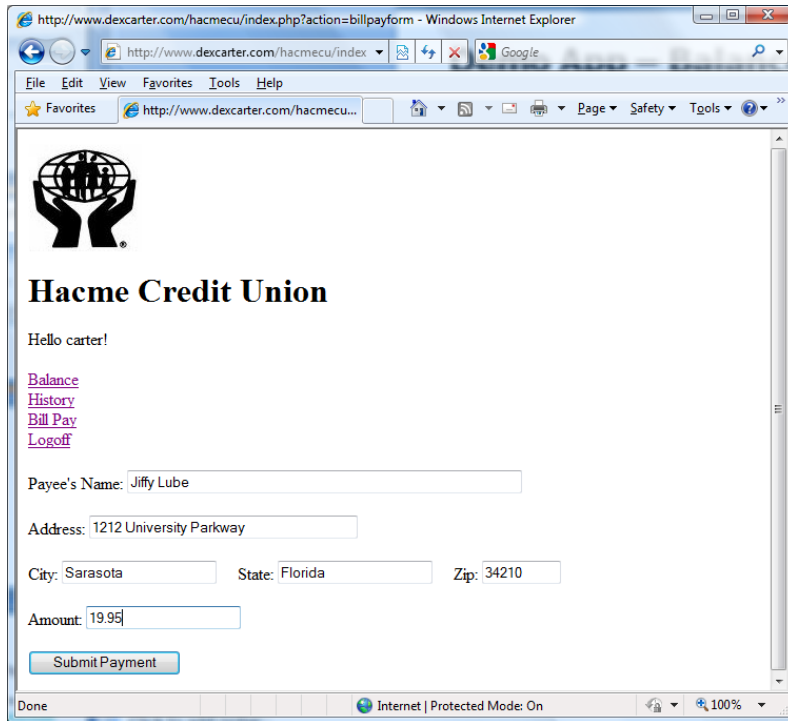 http://www.dexcarter.com/hacmecu/index.php?action=billpayform - Windows Internet Explorer
http://www.dexcarter.com/hacmecu/index Google
File Edit View Favorites Tools Help
Favorites http://www.dexcarter.com/hacmecu... Page Safety Tools
Hacme Credit Union
Hello carter!
Balance
History
Bill Pay
Logoff
Payee's Name: Jiffy Lube
Address: 1212 University Parkway
City: Sarasota State: Florida Zip: 34210
Amount: 19.95
Submit Payment
Done Internet | Protected Mode: On 100%